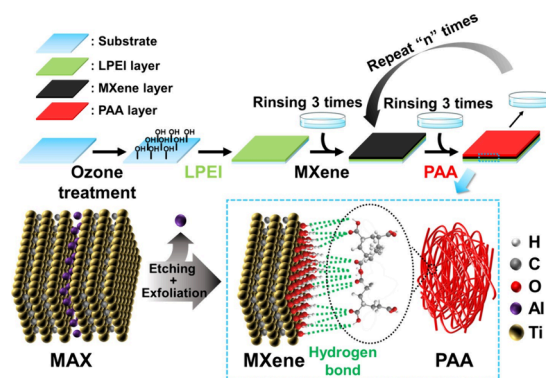 : Substrate
: LPEI layer
: MXene layer
: PAA layer
Repeat “n” times
Rinsing 3 times
Rinsing 3 times
OH OH OH
OH OH OH OH
Ozone
treatment
LPEI
MXene
PAA
Etching
+
Exfoliation
MAX
MXene
Hydrogen
bond
PAA
H
C
O
Al
Ti